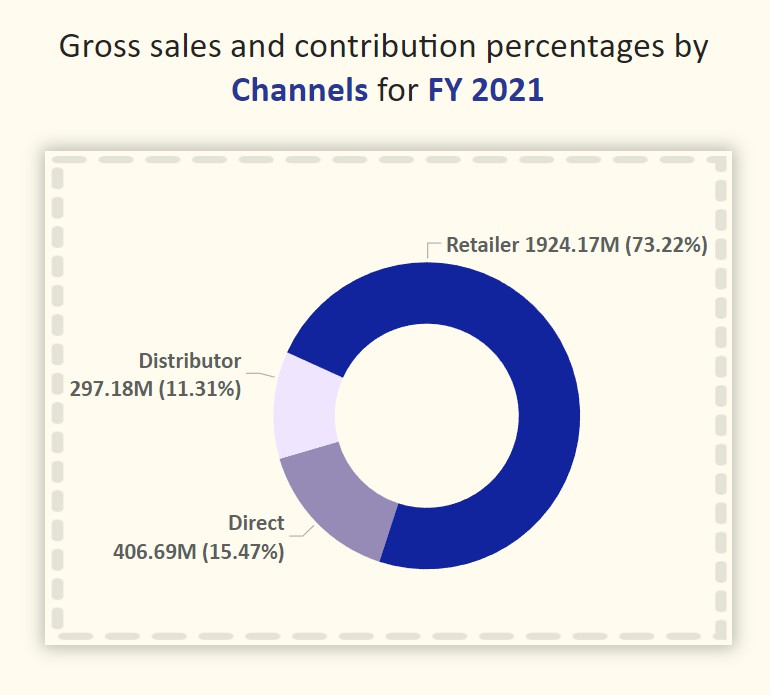 Gross sales and contribution percentages by
Channels for FY 2021
Retailer 1924.17M (73.22%)
Distributor
297.18M (11.31%)
Direct
406.69M (15.47%)